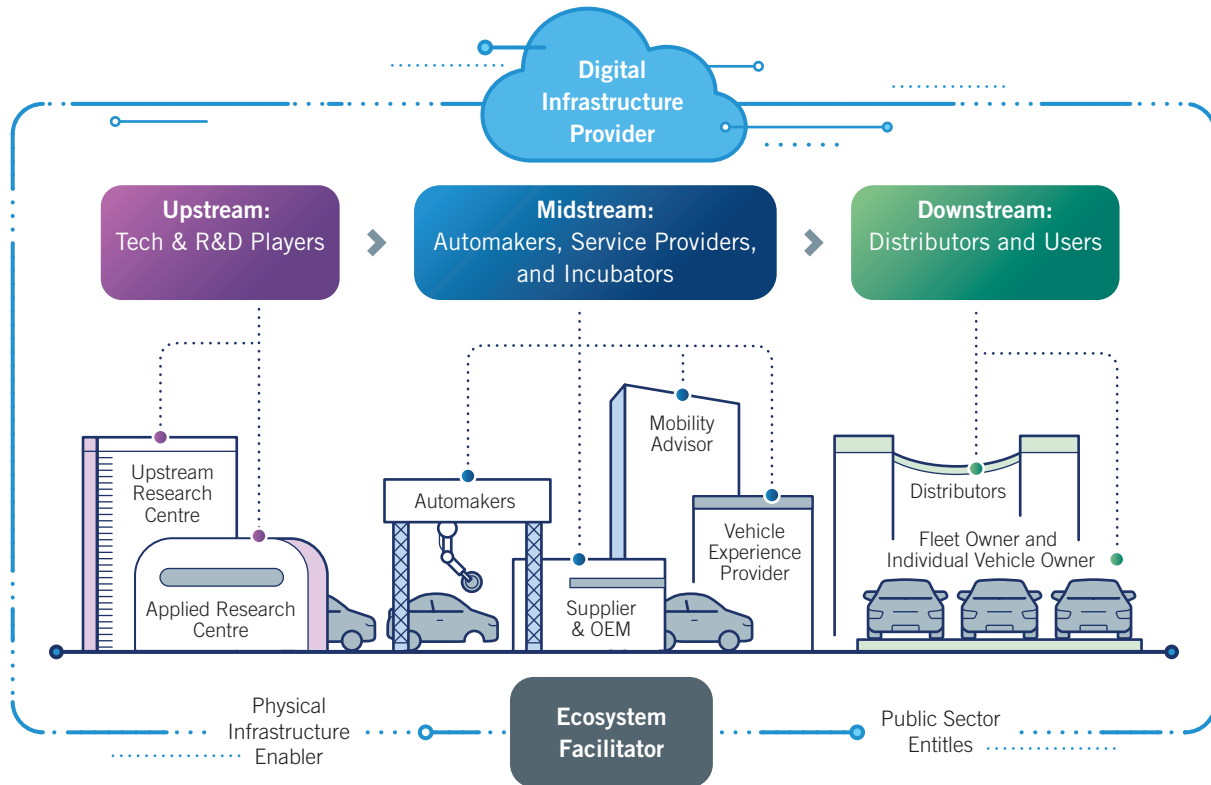 Digital
Infrastructure
Provider
Upstream:
Tech & R&D Players
Midstream:
Automakers, Service Providers,
and Incubators
Downstream:
Distributors and Users
Upstream
Research
Centre
Applied Research
Centre
Automakers
Supplier
& OEM
Mobility
Advisor
Vehicle
Experience
Provider
Distributors
Fleet Owner and
Individual Vehicle Owner
Physical
Infrastructure
Enabler
Ecosystem
Facilitator
Public Sector
Entitles